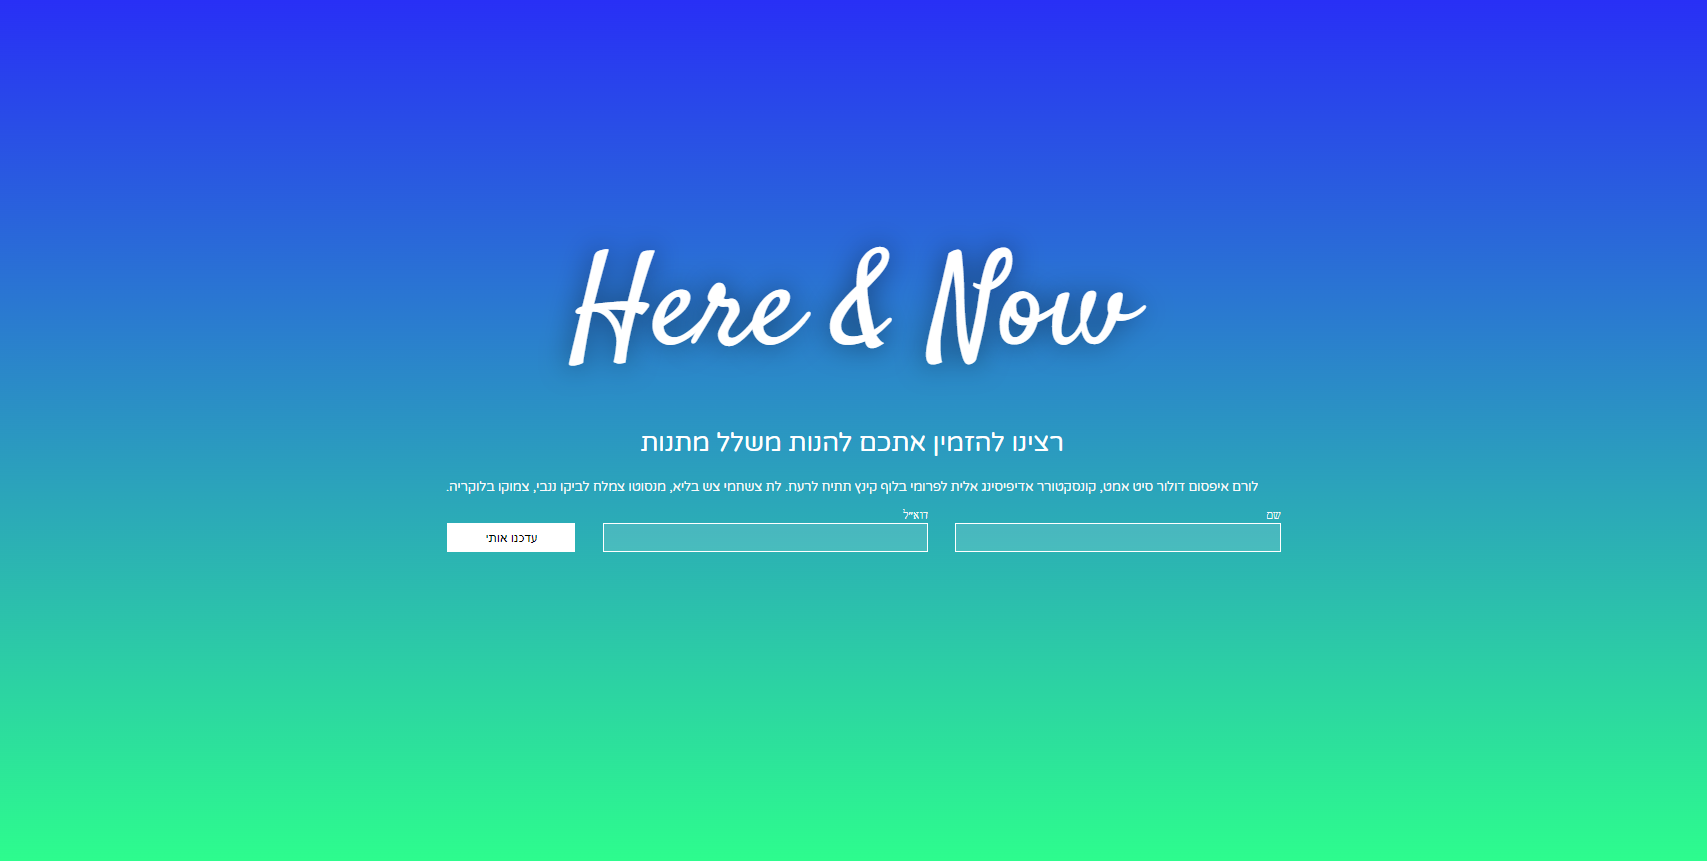 Here & Now
רצינו להזמין אתכם להנות משלל מתנות
לורם איפסום דולור סיט אמט, קונסקטורר אדיפיסינג אלית לפרומי בלוף קינץ תתיח לרעח. לת צשחמי צש בליא, מנסוטו צמלח לביקו ננבי, צמוקו בלוקריה.
שם
דוא״ל
עדכנו אותי